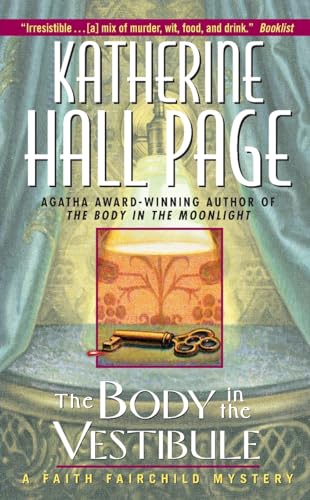 "Irresistible . . . [a] mix of murder, wit, food, and drink." Booklist
KATHERINE
HALL PAGE
AGATHA AWARD-WINNING AUTHOR OF
THE BODY IN THE MOONLIGHT
The BODY in the
VESTIBULE
A FAITH FAIRCHILD MYSTERY